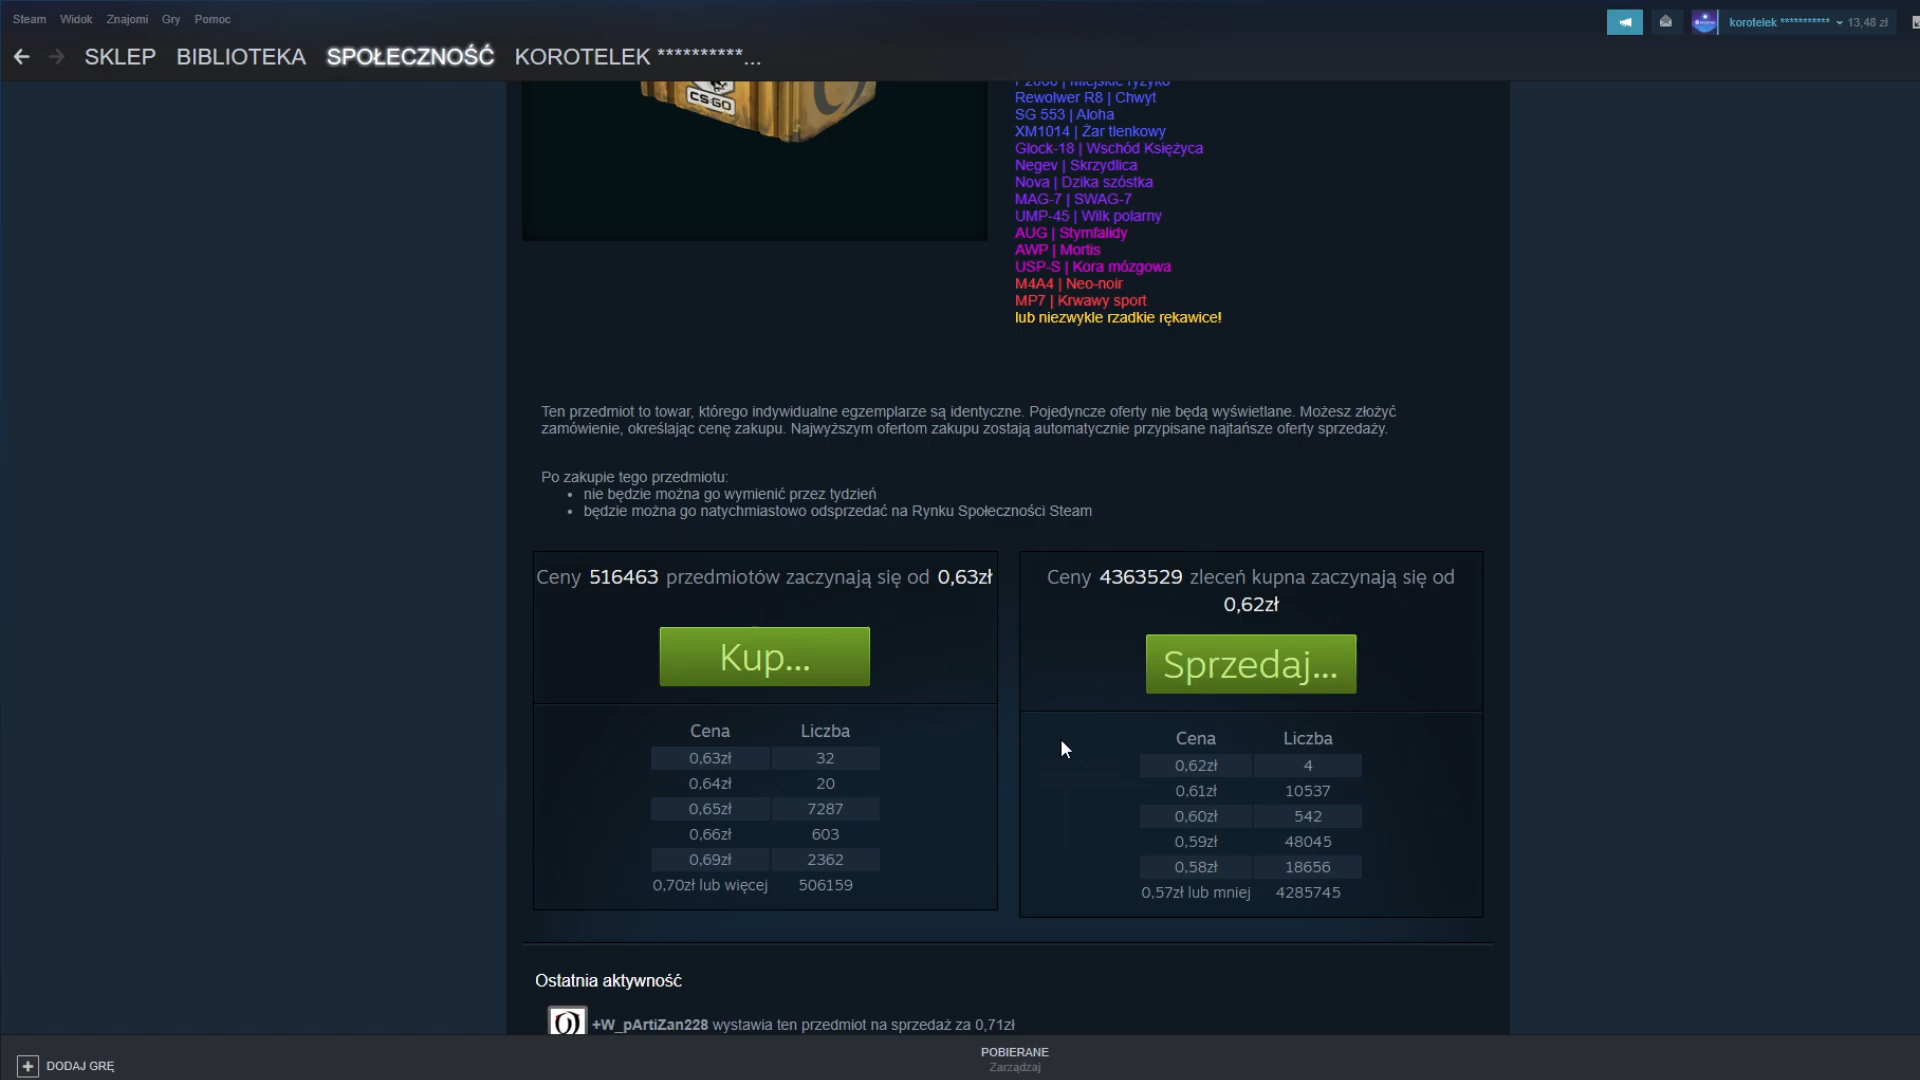 Steam Widok Znajomi Gry Pomoc
korotelek *********** 13,48 zł
SKLEP BIBLIOTEKA SPOŁECZNOŚĆ KOROTELEK **********...
CS:GO
P2000 | Miejskie ryzyko
Rewolwer R8 | Chwyt
SG 553 | Aloha
XM1014 | Żar tlenkowy
Glock-18 | Wschód Księżyca
Negev | Skrzydlica
Nova | Dzika szóstka
MAG-7 | SWAG-7
UMP-45 | Wilk polarny
AUG | Stymfalidy
AWP | Mortis
USP-S | Kora mózgowa
M4A4 | Neo-noir
MP7 | Krwawy sport
lub niezwykle rzadkie rękawice!
Ten przedmiot to towar, którego indywidualne egzemplarze są identyczne. Pojedyncze oferty nie będą wyświetlane. Możesz złożyć
zamówienie, określając cenę zakupu. Najwyższym ofertom zakupu zostają automatycznie przypisane najtańsze oferty sprzedaży.
Po zakupie tego przedmiotu:
• nie będzie można go wymienić przez tydzień
• będzie można go natychmiastowo odsprzedać na Rynku Społeczności Steam
Ceny 516463 przedmiotów zaczynają się od 0,63zł
Kup...
Cena Liczba
0,63zł 32
0,64zł 20
0,65zł 7287
0,66zł 603
0,69zł 2362
0,70zł lub więcej 506159
Ceny 4363529 zleceń kupna zaczynają się od
0,62zł
Sprzedaj...
Cena Liczba
0,62zł 4
0,61zł 10537
0,60zł 542
0,59zł 48045
0,58zł 18656
0,57zł lub mniej 4285745
Ostatnia aktywność
+W_pArtiZan228 wystawia ten przedmiot na sprzedaż za 0,71zł
DODAJ GRĘ
POBIERANE
Zarządzaj